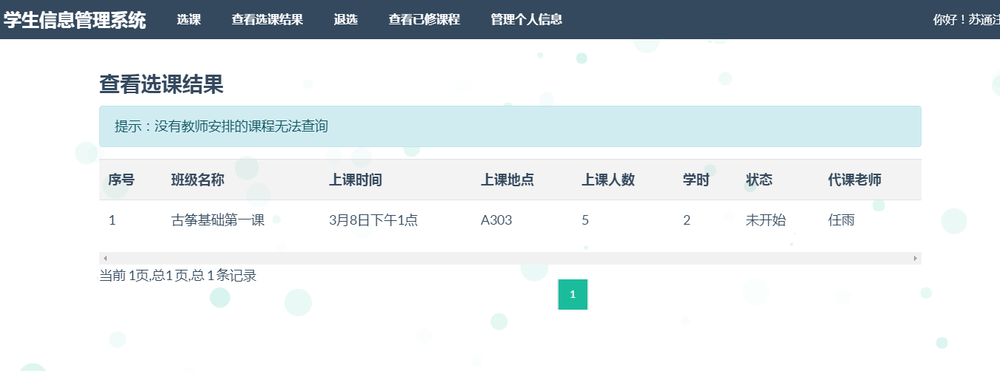 学生信息管理系统 选课 查看选课结果 退选 查看已修课程 管理个人信息 你好！苏通注
查看选课结果
提示：没有教师安排的课程无法查询
序号 班级名称 上课时间 上课地点 上课人数 学时 状态 代课老师
1 古筝基础第一课 3月8日下午1点 A303 5 2 未开始 任雨
当前 1页,总1 页,总 1 条记录
1